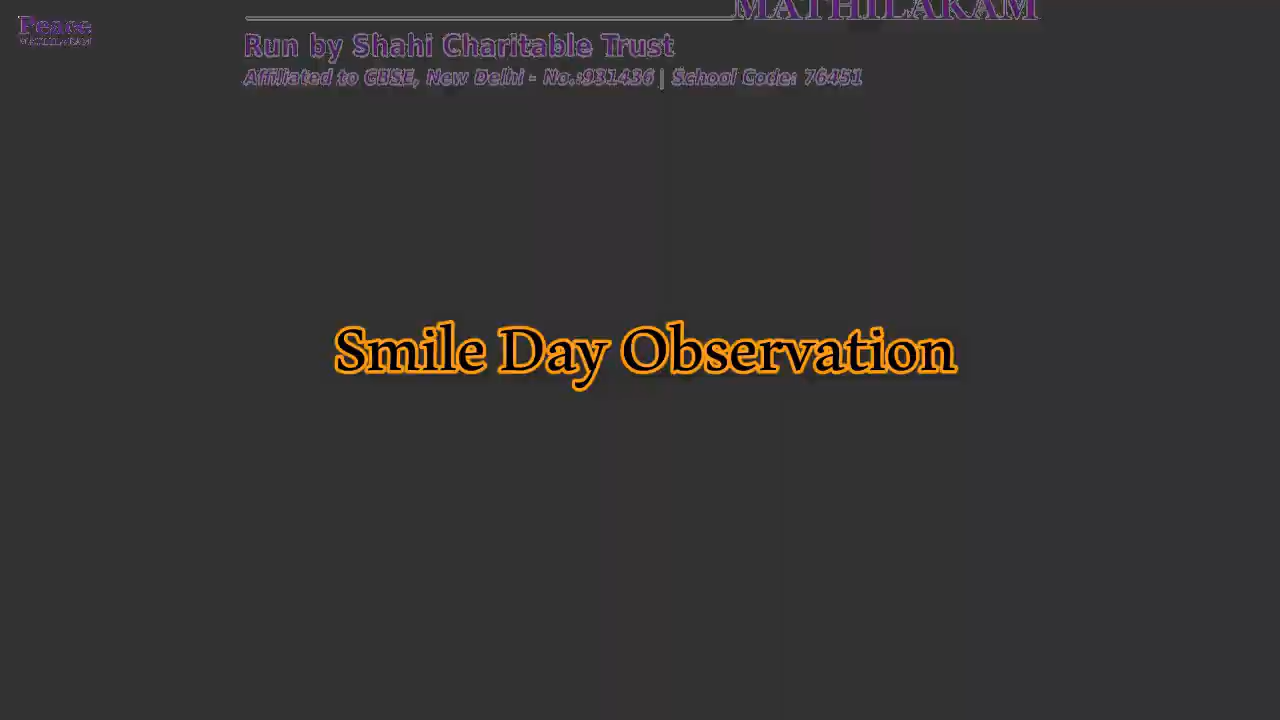 Peace
MATHILAKAM
Run by Shahi Charitable Trust
Affiliated to CBSE, New Delhi - No.:931436 | School Code: 76451
Smile Day Observation